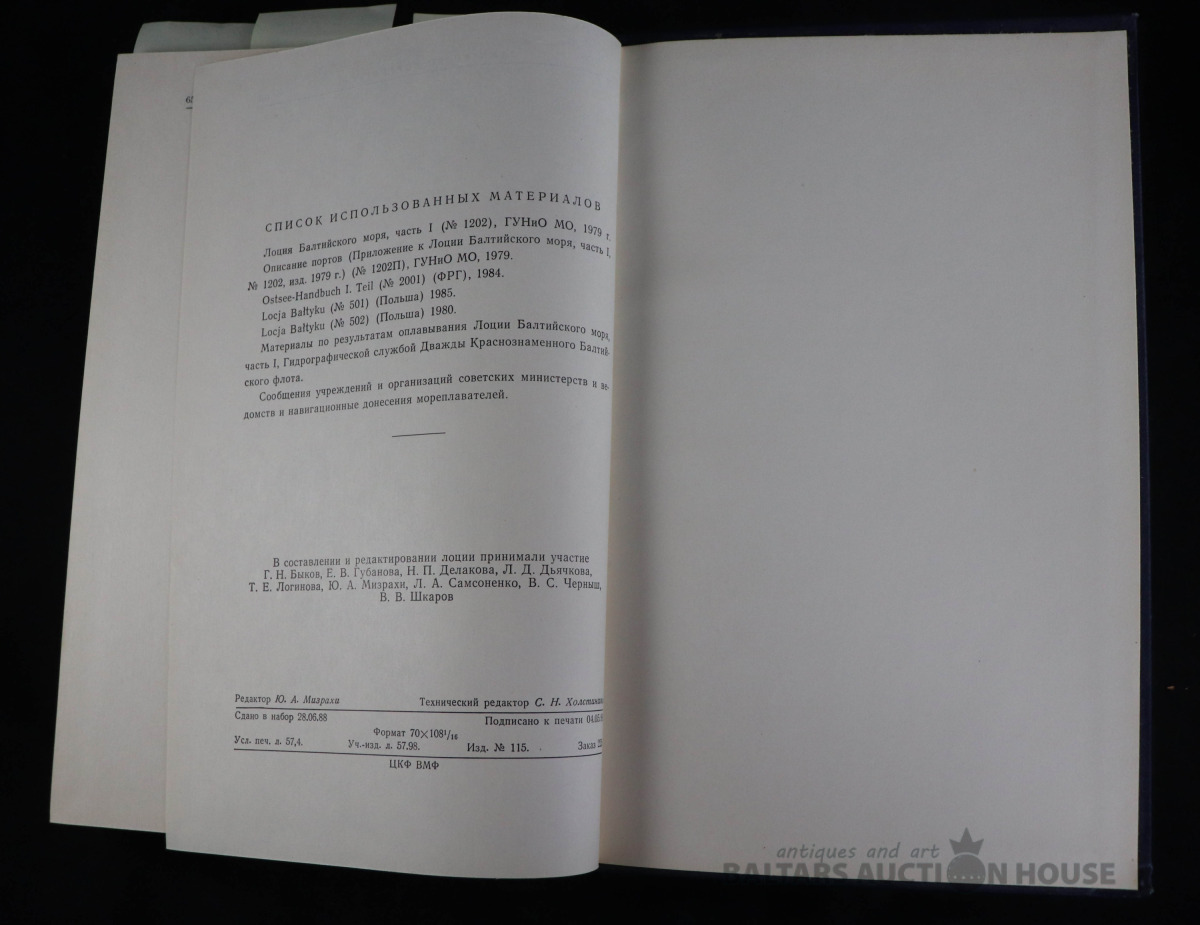 СПИСОК ИСПОЛЬЗОВАННЫХ МАТЕРИАЛОВ
Лоция Балтийского моря, часть I (№ 1202), ГУНиО МО, 1979 г.
Описание портов (Приложение к Лоции Балтийского моря, часть I,
№ 1202, изд. 1979 г.) (№ 1202П), ГУНиО МО, 1979.
Ostsee-Handbuch I. Teil (№ 2001) (ФРГ), 1984.
Locja Bałtyku (№ 501) (Польша) 1985.
Locja Bałtyku (№ 502) (Польша) 1980.
Материалы по результатам оплавывания Лоции Балтийского моря,
часть I, Гидрографической службой Дважды Краснознаменного Балтий-
ского флота.
Сообщения учреждений и организаций советских министерств и ве-
домств и навигационные донесения мореплавателей.
В составлении и редактировании лоции принимали участие
Г. Н. Быков, Е. В. Губанова, Н. П. Делакова, Л. Д. Дьячкова,
Т. Е. Логинова, Ю. А. Мизрахи, Л. А. Самсоненко, В. С. Черныш,
В. В. Шкаров
Редактор Ю. А. Мизрахи Технический редактор С. Н.
Сдано в набор 28.06.88 Подписано к печати
Формат 70×108¹/₁₆
Усл. печ. л. 57,4. Уч.-изд. л. 57.98. Изд. № 115. Заказ
ЦКФ ВМФ
antiques and art
BALTARS AUCTION HOUSE